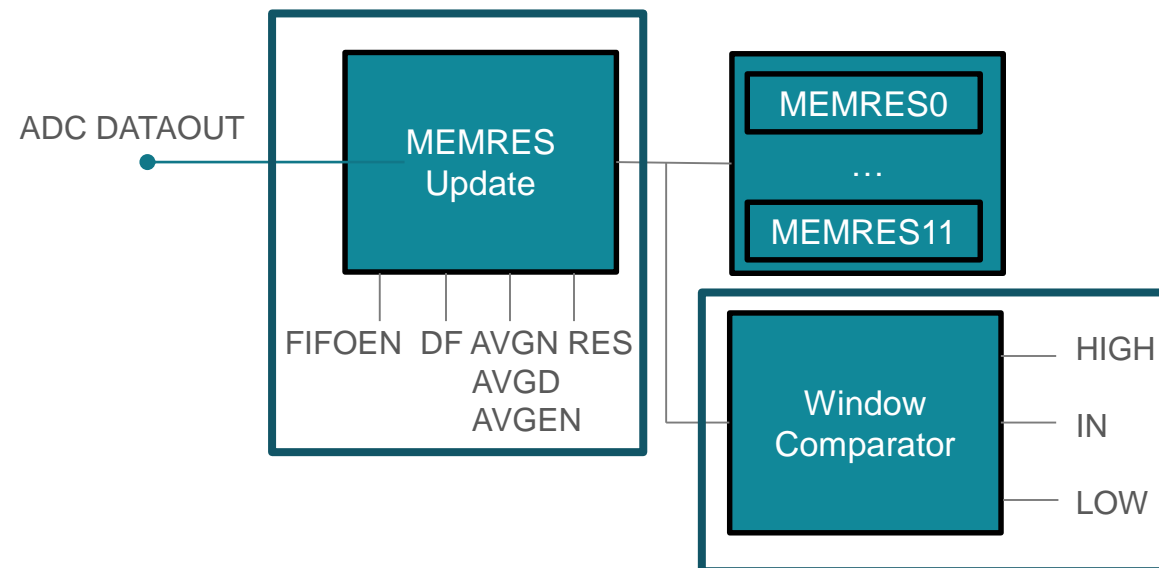 ADC DATAOUT
MEMRES
Update
FIFOEN DF AVGN RES
AVGD
AVGEN
MEMRES0
...
MEMRES11
Window
Comparator
HIGH
IN
LOW